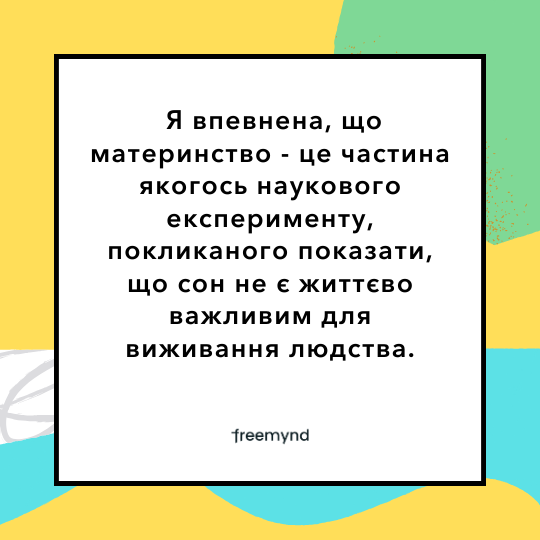 Я впевнена, що
материнство - це частина
якогось наукового
експерименту,
покликаного показати,
що сон не є життєво
важливим для
виживання людства.
freemynd